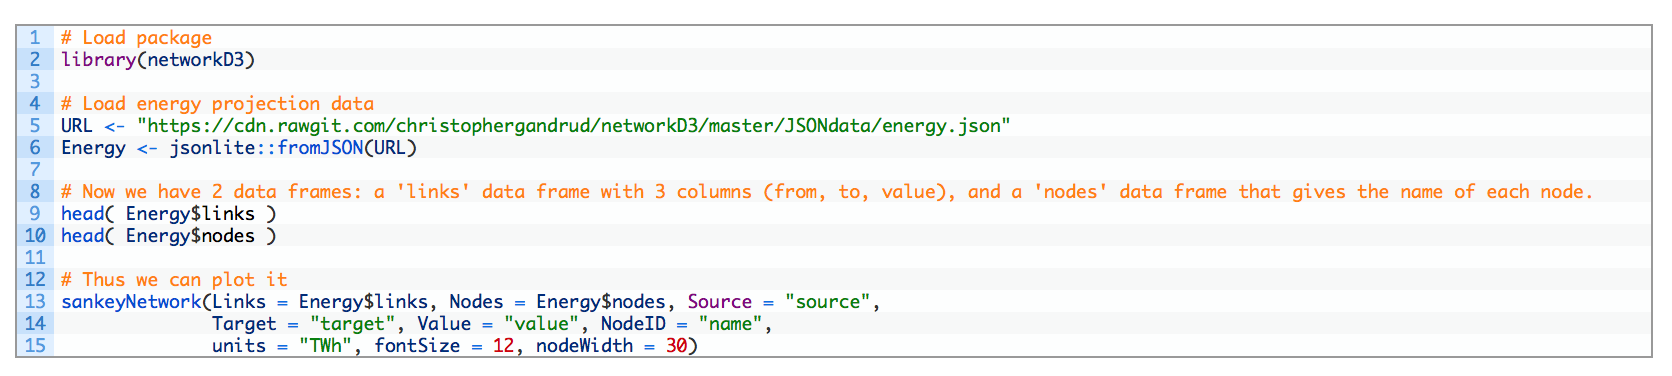 1 # Load package
2 library(networkD3)
3
4 # Load energy projection data
5 URL <- "https://cdn.rawgit.com/christophergandrud/networkD3/master/JSONdata/energy.json"
6 Energy <- jsonlite::fromJSON(URL)
7
8 # Now we have 2 data frames: a 'links' data frame with 3 columns (from, to, value), and a 'nodes' data frame that gives the name of each node.
9 head( Energy$links )
10 head( Energy$nodes )
11
12 # Thus we can plot it
13 sankeyNetwork(Links = Energy$links, Nodes = Energy$nodes, Source = "source",
14               Target = "target", Value = "value", NodeID = "name",
15               units = "TWh", fontSize = 12, nodeWidth = 30)